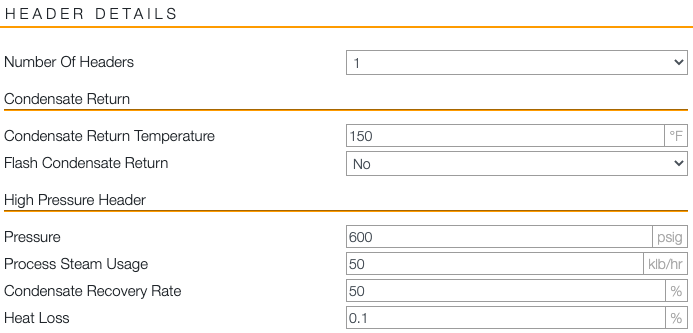 HEADER DETAILS
Number Of Headers 1
Condensate Return
Condensate Return Temperature 150 °F
Flash Condensate Return No
High Pressure Header
Pressure 600 psig
Process Steam Usage 50 klb/hr
Condensate Recovery Rate 50 %
Heat Loss 0.1 %